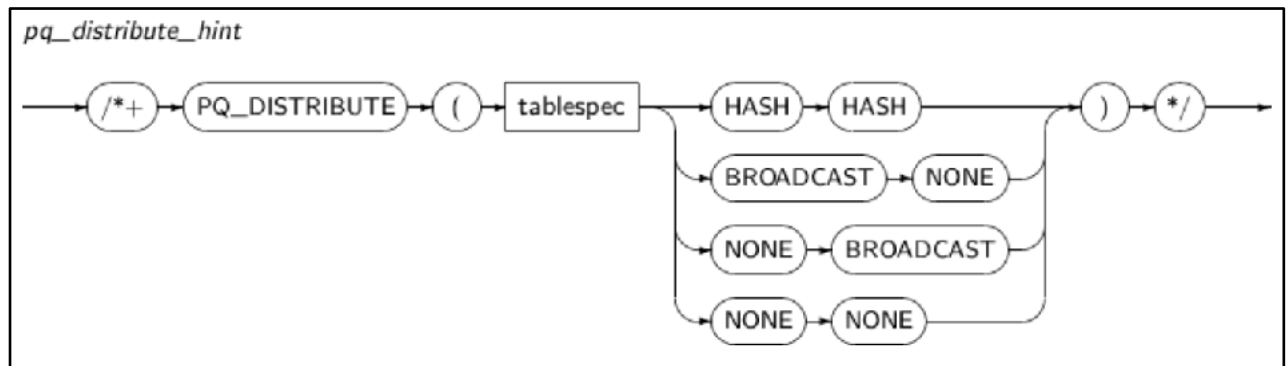 pq_distribute_hint
/*+ PQ_DISTRIBUTE ( tablespec HASH HASH ) */
BROADCAST NONE
NONE BROADCAST
NONE NONE